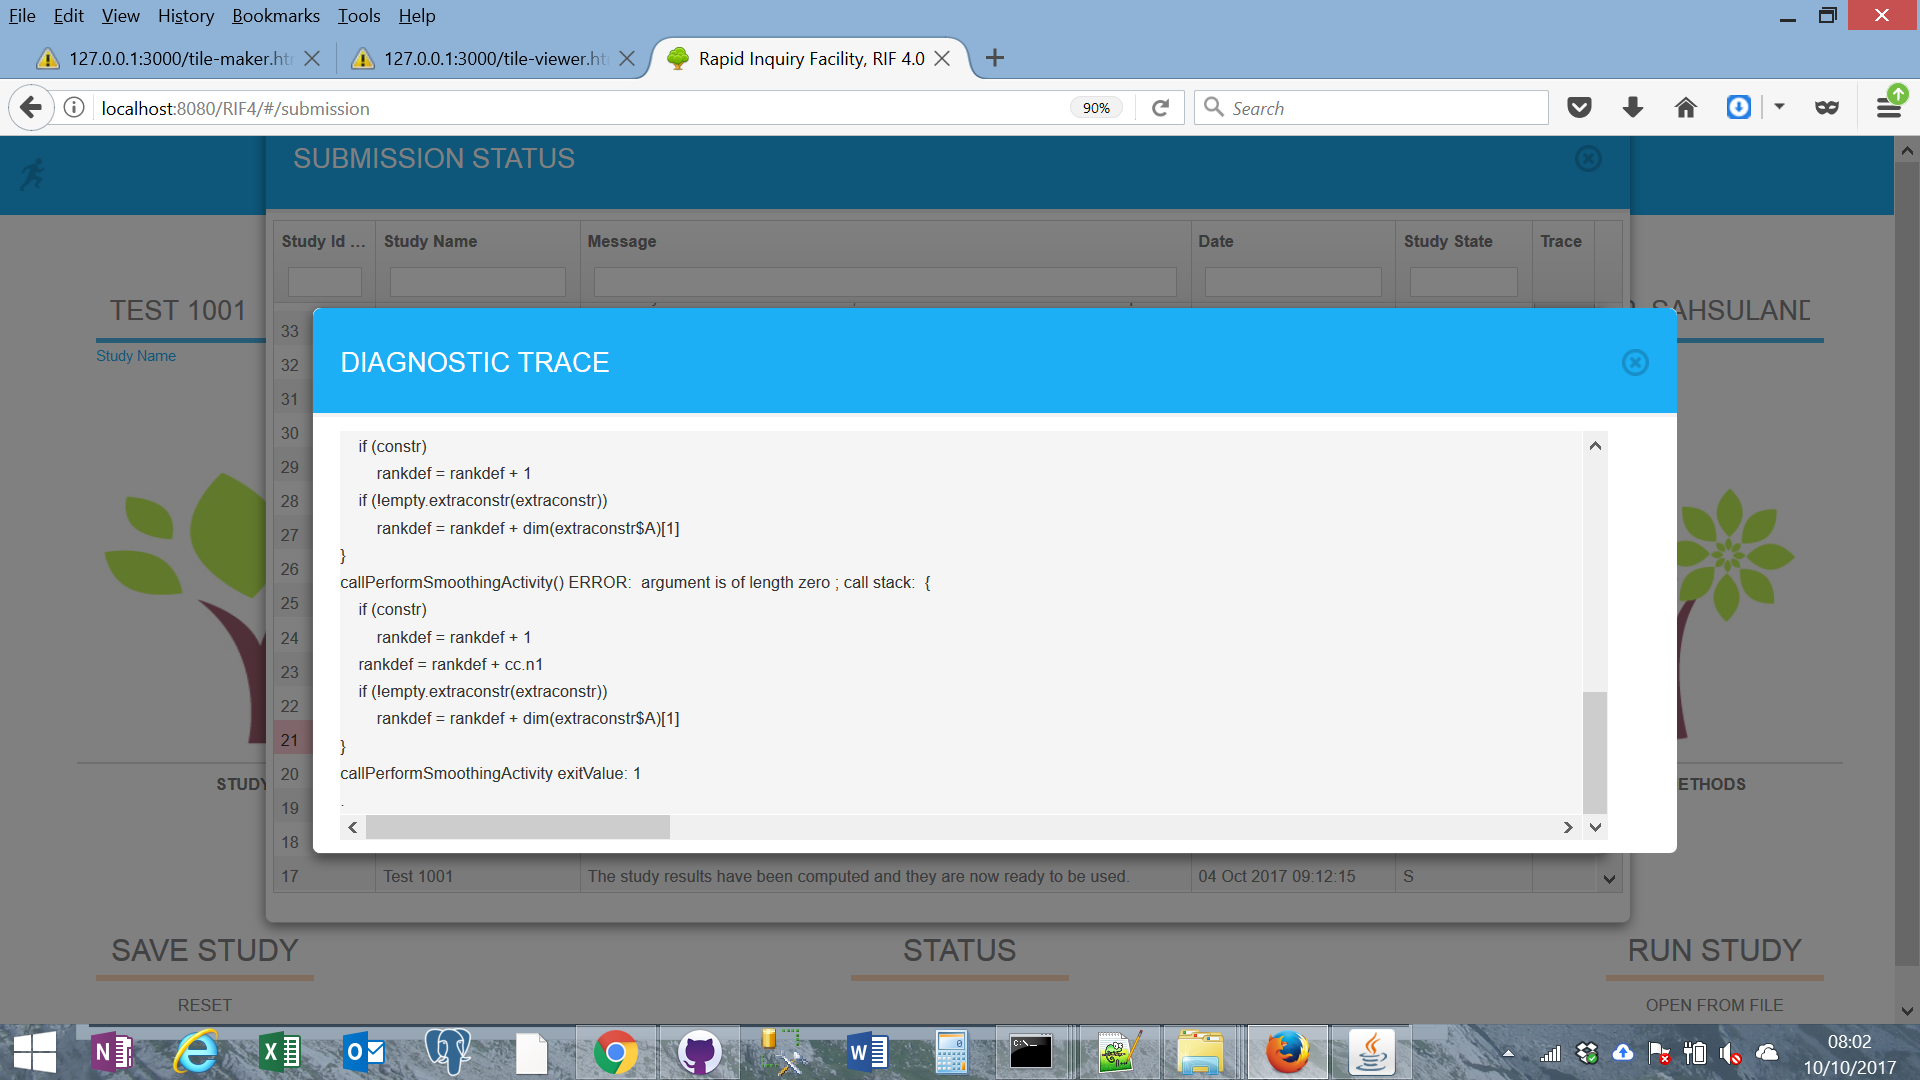 File Edit View History Bookmarks Tools Help
127.0.0.1:3000/tile-maker.ht
127.0.0.1:3000/tile-viewer.ht
Rapid Inquiry Facility, RIF 4.0
localhost:8080/RIF4/#/submission
90%
Search
SUBMISSION STATUS
Study Id ... Study Name Message Date Study State Trace
TEST 1001
SAHSULAND
Study Name
33
32
31
30
29
28
27
26
25
24
23
22
21
20
19
18
DIAGNOSTIC TRACE
if (constr)
rankdef = rankdef + 1
if (!empty.extraconstr(extraconstr))
rankdef = rankdef + dim(extraconstr$A)[1]
}
callPerformSmoothingActivity() ERROR:  argument is of length zero ; call stack:  {
if (constr)
rankdef = rankdef + 1
rankdef = rankdef + cc.n1
if (!empty.extraconstr(extraconstr))
rankdef = rankdef + dim(extraconstr$A)[1]
}
callPerformSmoothingActivity exitValue: 1
.
STUDY
ETHODS
17 Test 1001 The study results have been computed and they are now ready to be used. 04 Oct 2017 09:12:15 S
SAVE STUDY STATUS RUN STUDY
RESET OPEN FROM FILE
08:02
10/10/2017